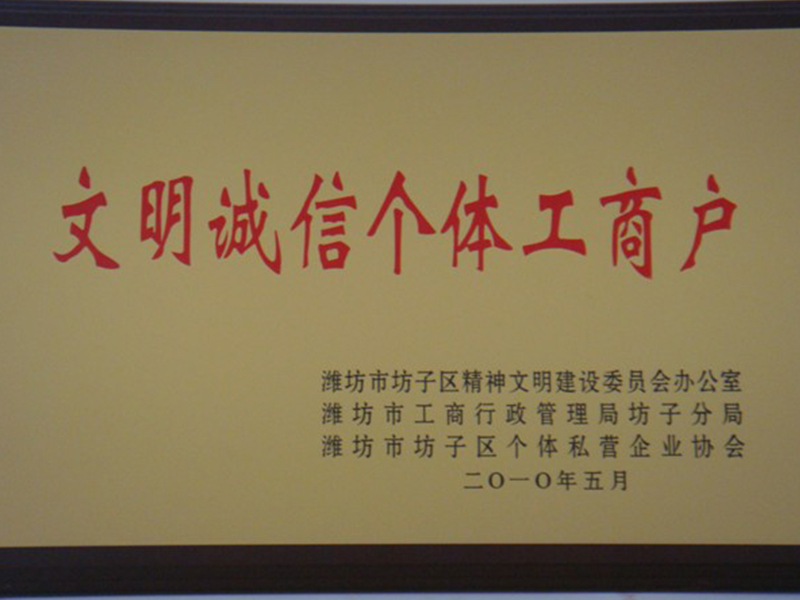 文明诚信个体工商户
潍坊市坊子区精神文明建设委员会办公室
潍坊市工商行政管理局坊子分局
潍坊市坊子区个体私营企业协会
二〇一〇年五月